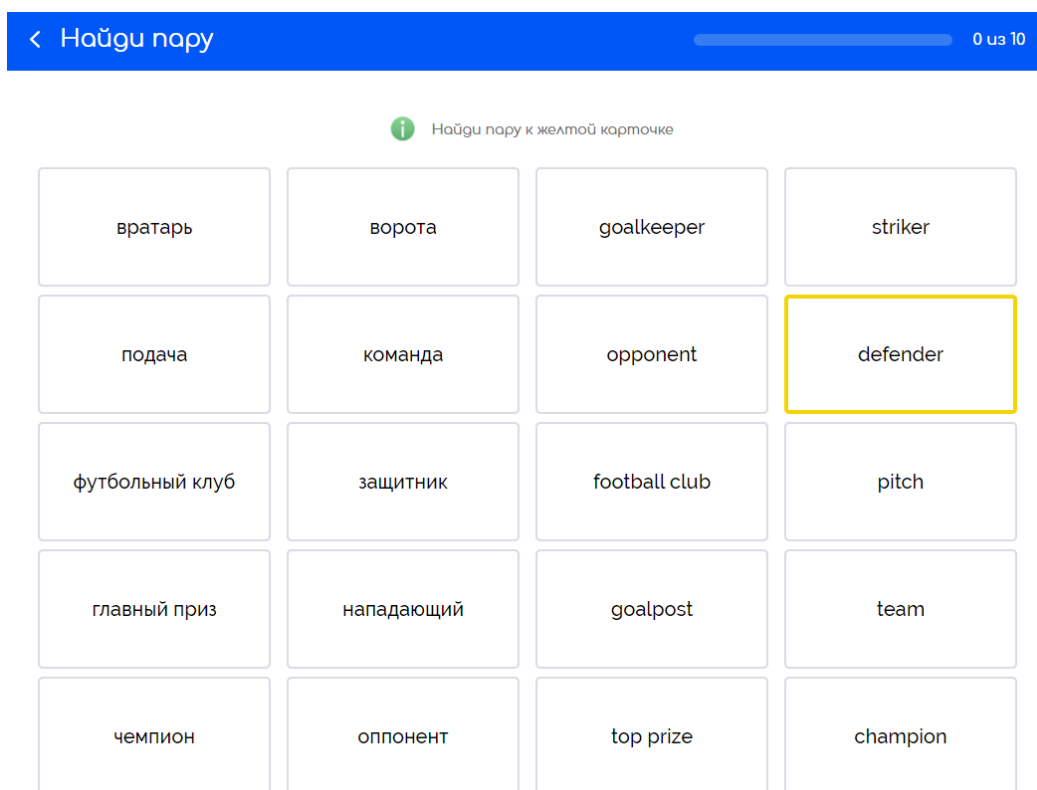 Найди пару
0 из 10
Найди пару к желтой карточке
вратарь ворота goalkeeper striker
подача команда opponent defender
футбольный клуб защитник football club pitch
главный приз нападающий goalpost team
чемпион оппонент top prize champion